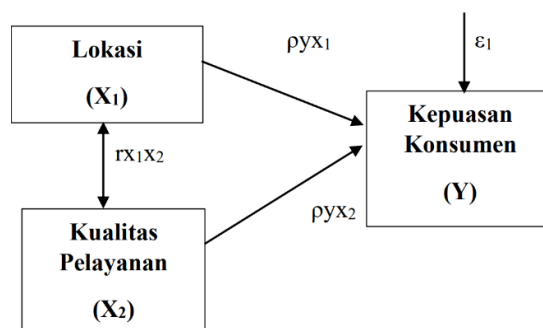 Lokasi
(X₁)
ρyx₁
ε₁
rx₁x₂
Kepuasan
Konsumen
(Y)
ρyx₂
Kualitas
Pelayanan
(X₂)